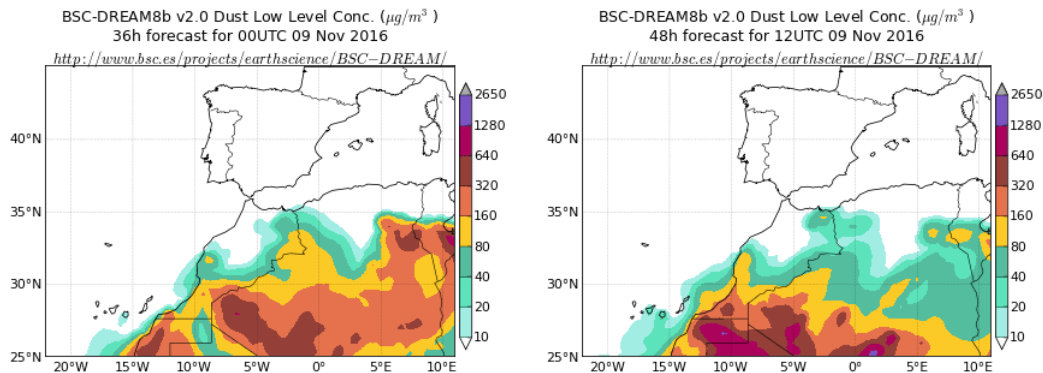 BSC-DREAM8b v2.0 Dust Low Level Conc. (μg/m³ )
36h forecast for 00UTC 09 Nov 2016
http://www.bsc.es/projects/earthscience/BSC−DREAM/
40°N
35°N
30°N
25°N
20°W
15°W
10°W
5°W
0°
5°E
10°E
2650
1280
640
320
160
80
40
20
10
BSC-DREAM8b v2.0 Dust Low Level Conc. (μg/m³ )
48h forecast for 12UTC 09 Nov 2016
http://www.bsc.es/projects/earthscience/BSC−DREAM/
40°N
35°N
30°N
25°N
20°W
15°W
10°W
5°W
0°
5°E
10°E
2650
1280
640
320
160
80
40
20
10